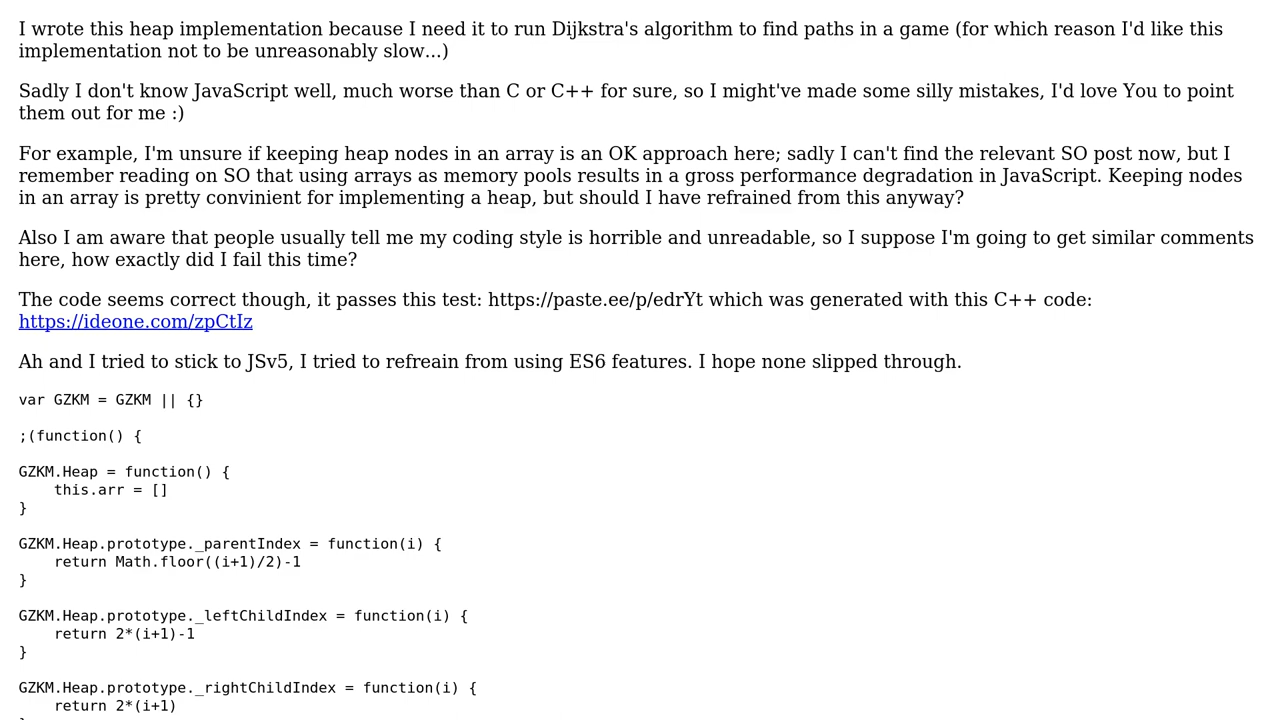 I wrote this heap implementation because I need it to run Dijkstra's algorithm to find paths in a game (for which reason I'd like this
implementation not to be unreasonably slow...)
Sadly I don't know JavaScript well, much worse than C or C++ for sure, so I might've made some silly mistakes, I'd love You to point
them out for me :)
For example, I'm unsure if keeping heap nodes in an array is an OK approach here; sadly I can't find the relevant SO post now, but I
remember reading on SO that using arrays as memory pools results in a gross performance degradation in JavaScript. Keeping nodes
in an array is pretty convinient for implementing a heap, but should I have refrained from this anyway?
Also I am aware that people usually tell me my coding style is horrible and unreadable, so I suppose I'm going to get similar comments
here, how exactly did I fail this time?
The code seems correct though, it passes this test: https://paste.ee/p/edrYt which was generated with this C++ code:
https://ideone.com/zpCtIz
Ah and I tried to stick to JSv5, I tried to refreain from using ES6 features. I hope none slipped through.
var GZKM = GZKM || {}
;(function() {
GZKM.Heap = function() {
    this.arr = []
}
GZKM.Heap.prototype._parentIndex = function(i) {
    return Math.floor((i+1)/2)-1
}
GZKM.Heap.prototype._leftChildIndex = function(i) {
    return 2*(i+1)-1
}
GZKM.Heap.prototype._rightChildIndex = function(i) {
    return 2*(i+1)